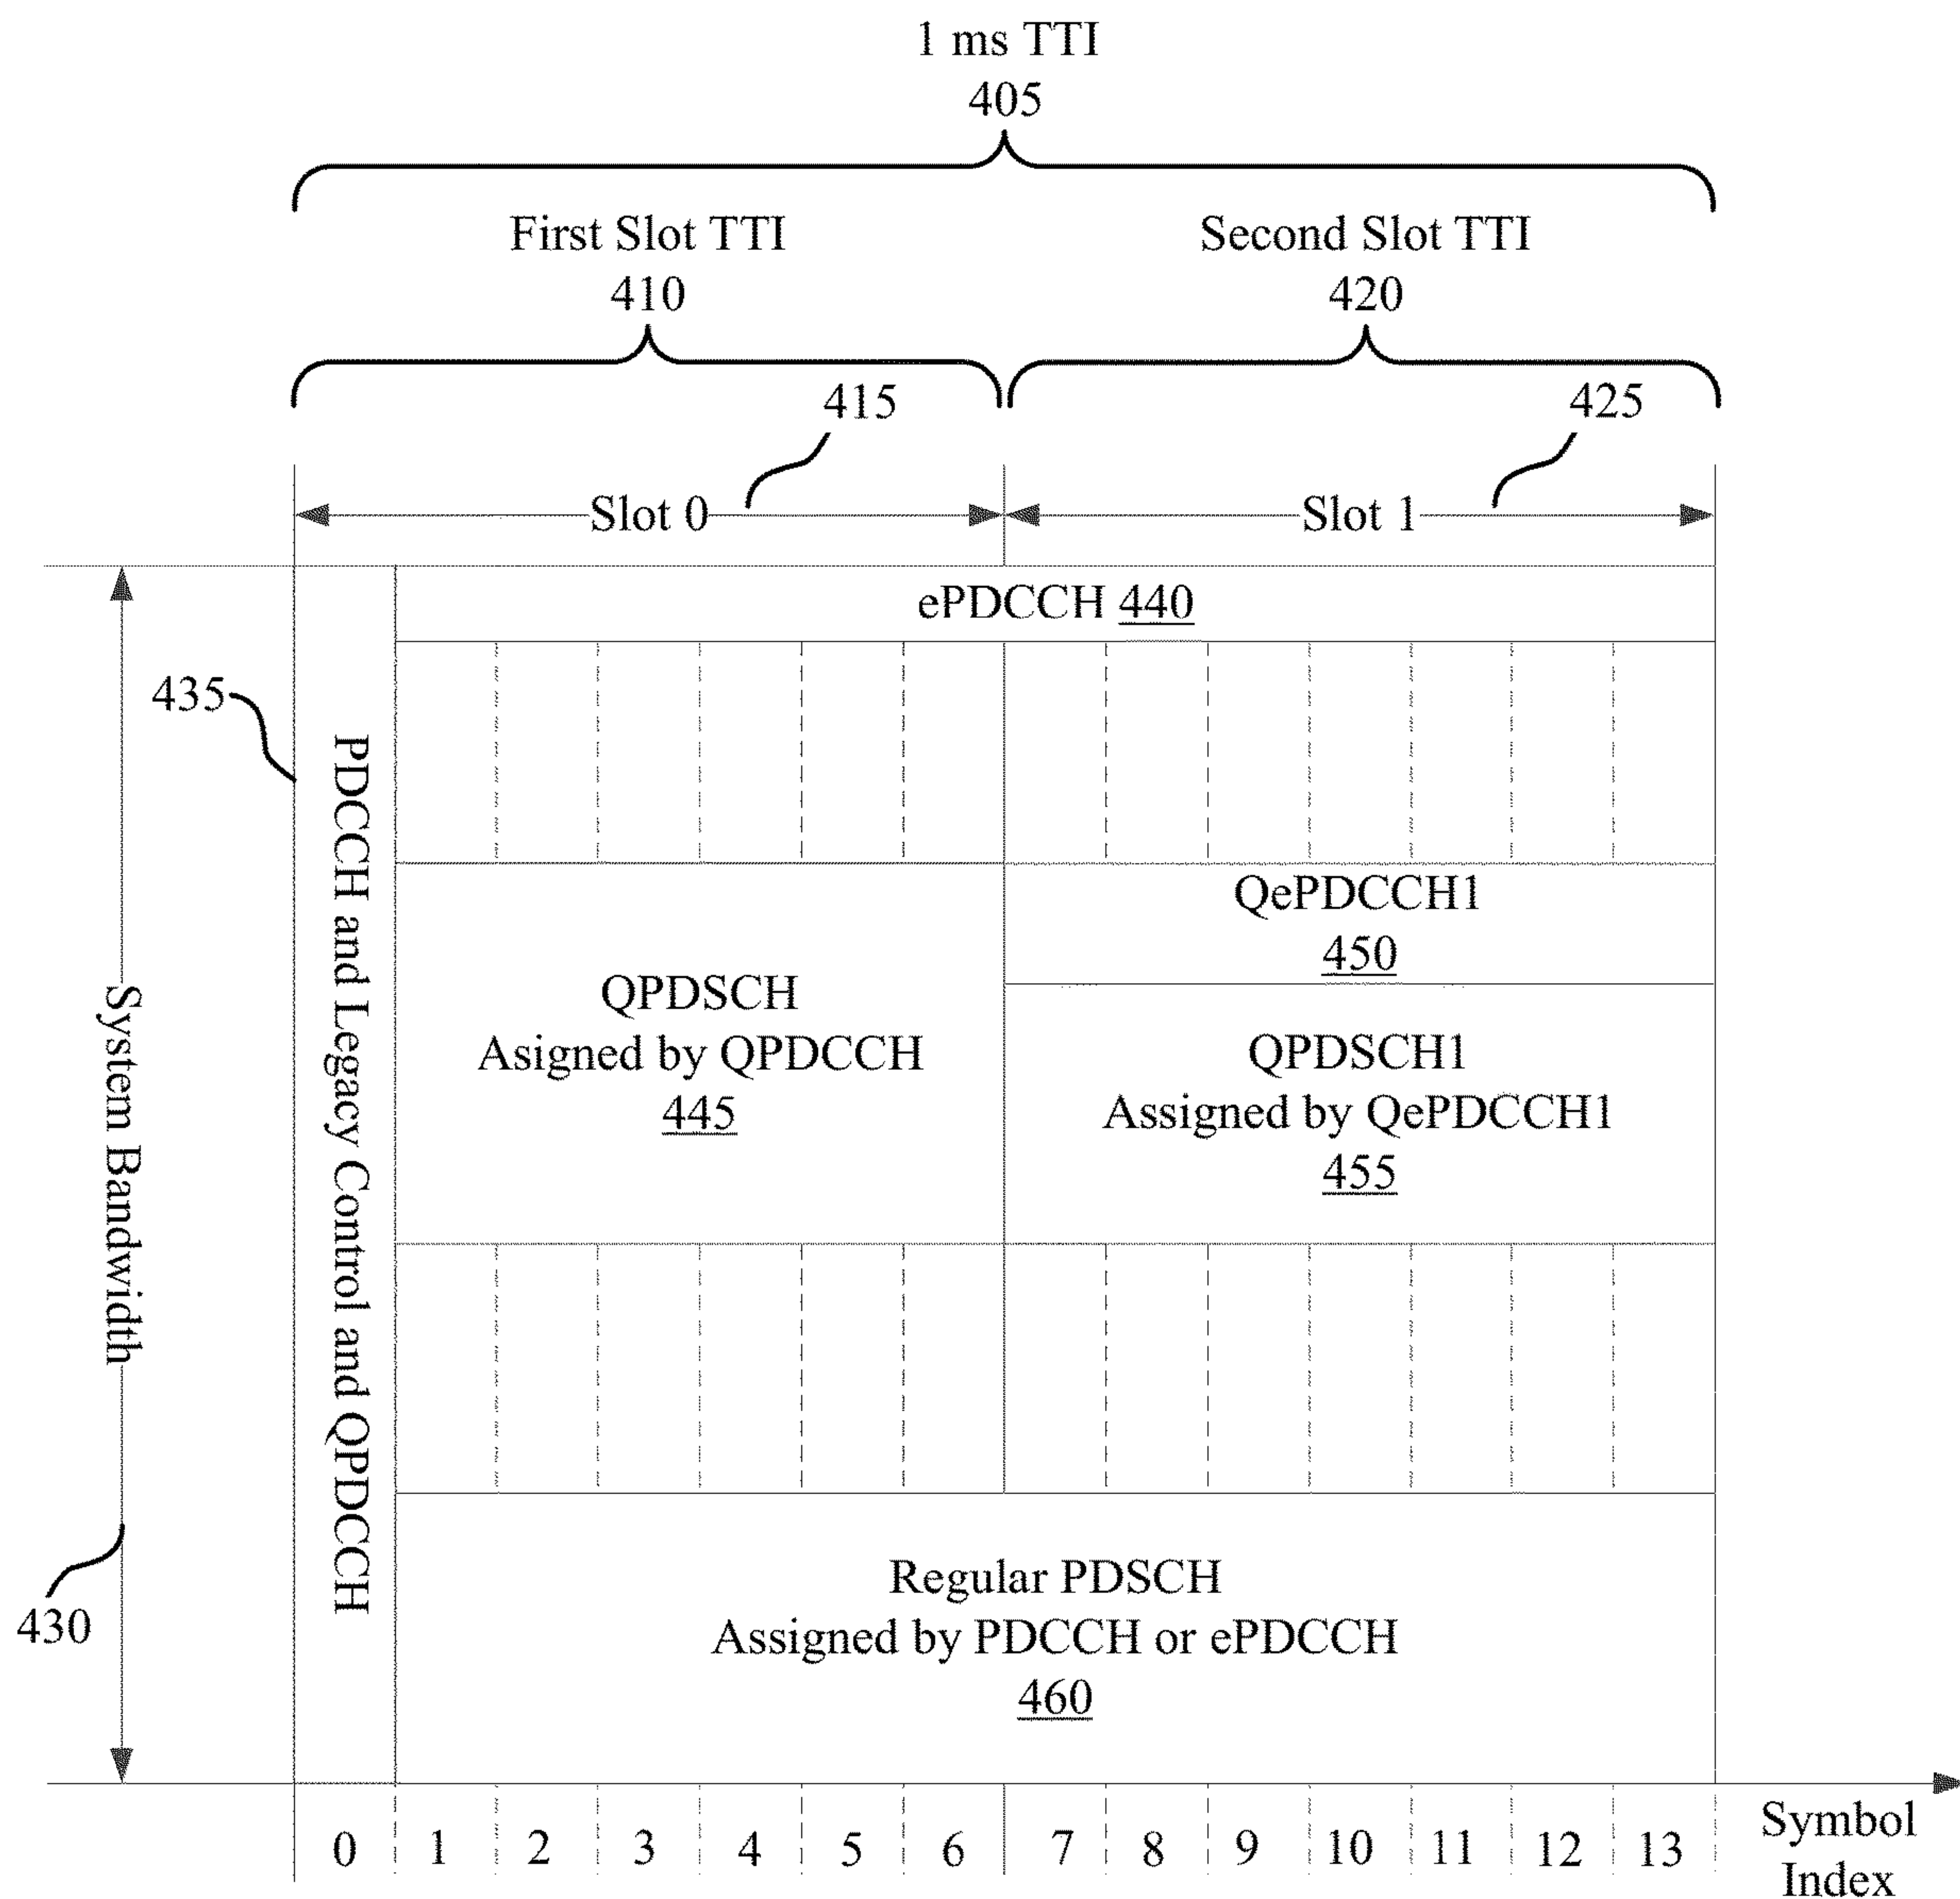 1 ms TTI
405
First Slot TTI
410
Second Slot TTI
420
415
425
Slot 0
Slot 1
ePDCCH 440
435
PDCCH and Legacy Control and QPDCCH
System Bandwidth
430
QPDSCH
Asigned by QPDCCH
445
QePDCCH1
450
QPDSCH1
Assigned by QePDCCH1
455
Regular PDSCH
Assigned by PDCCH or ePDCCH
460
0 1 2 3 4 5 6 7 8 9 10 11 12 13
Symbol
Index